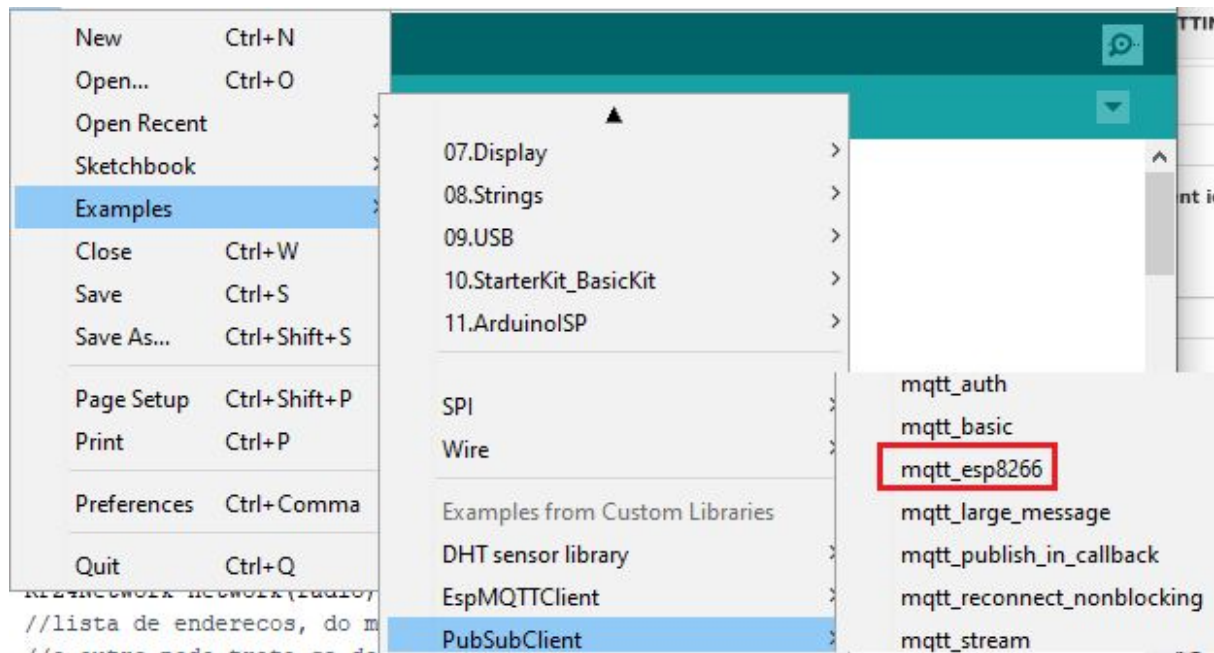 New Ctrl+N
Open... Ctrl+O
Open Recent
Sketchbook
Examples
Close Ctrl+W
Save Ctrl+S
Save As... Ctrl+Shift+S
Page Setup Ctrl+Shift+P
Print Ctrl+P
Preferences Ctrl+Comma
Quit Ctrl+Q
07.Display
08.Strings
09.USB
10.StarterKit_BasicKit
11.ArduinoISP
SPI
Wire
Examples from Custom Libraries
DHT sensor library
EspMQTTClient
PubSubClient
mqtt_auth
mqtt_basic
mqtt_esp8266
mqtt_large_message
mqtt_publish_in_callback
mqtt_reconnect_nonblocking
mqtt_stream
//lista de enderecos, do m